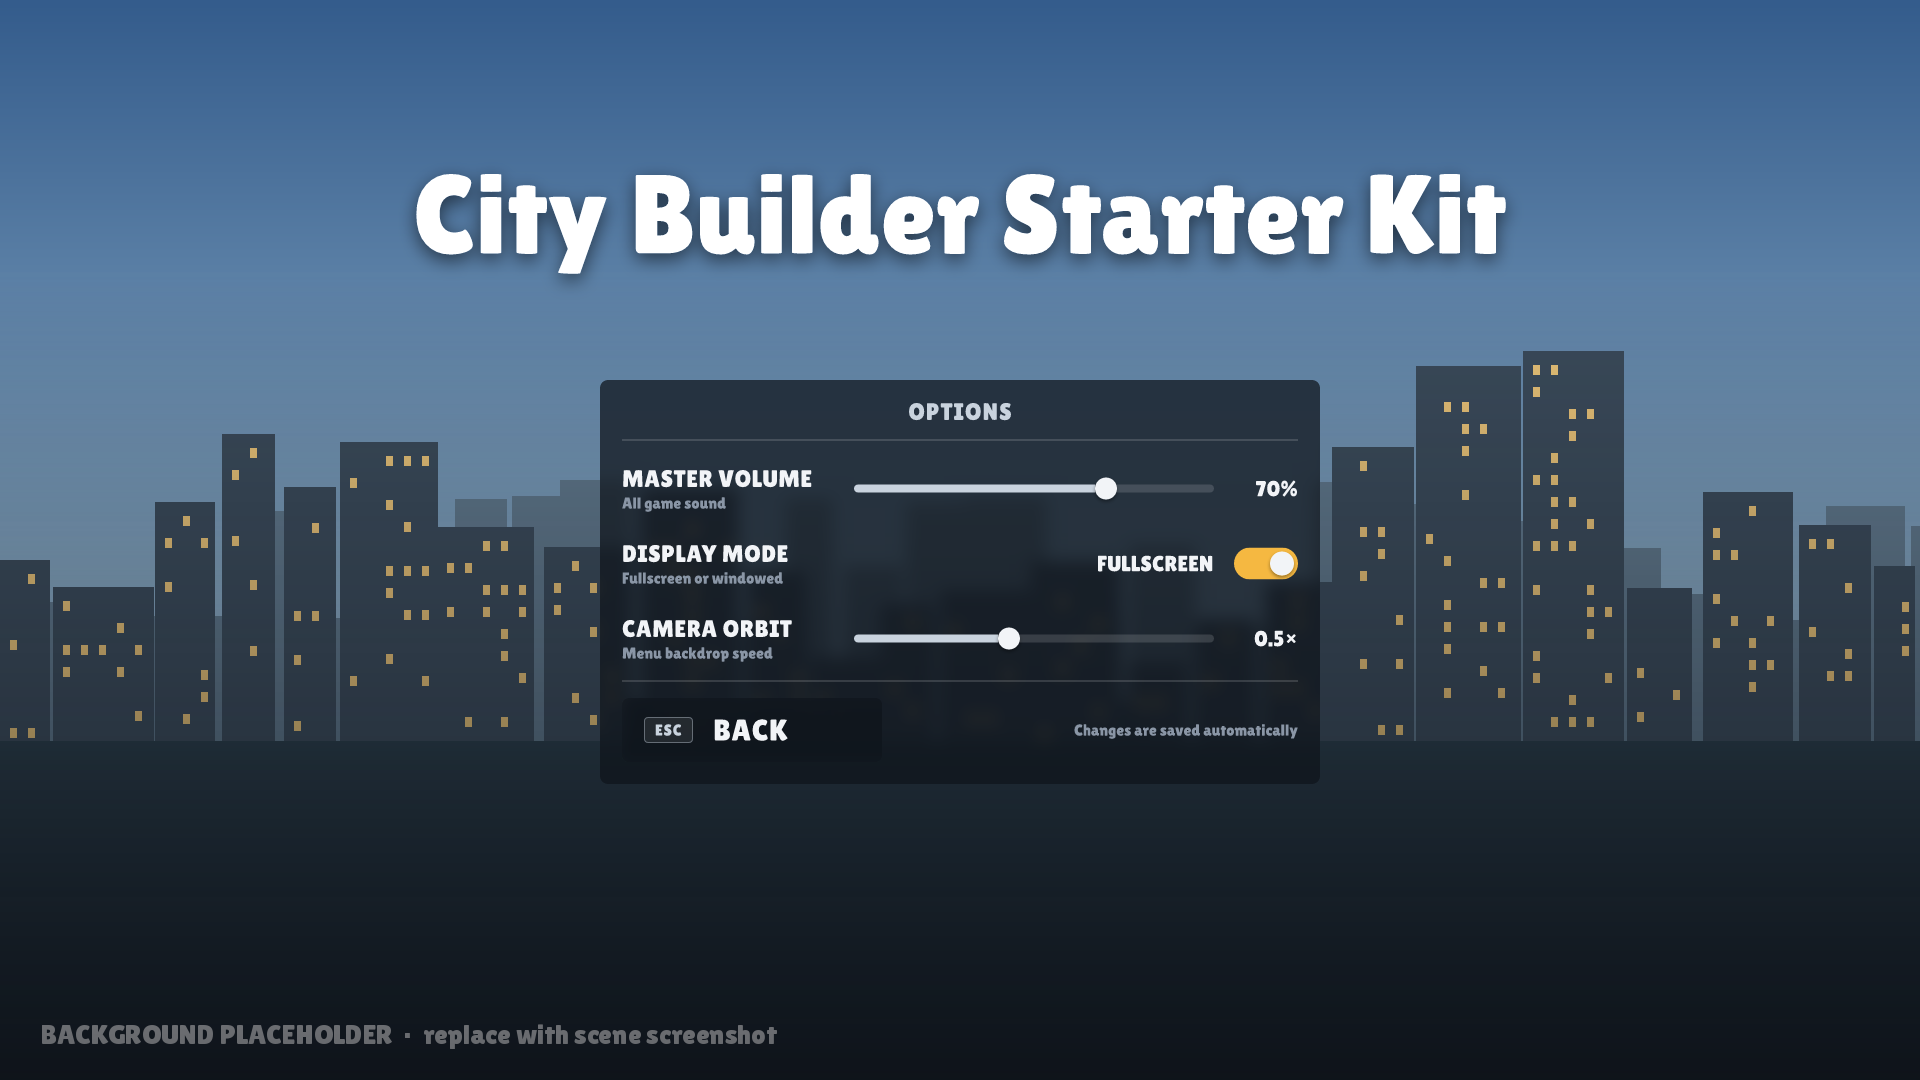 City Builder Starter Kit
OPTIONS
MASTER VOLUME
All game sound
70%
DISPLAY MODE
Fullscreen or windowed
FULLSCREEN
CAMERA ORBIT
Menu backdrop speed
0.5×
ESC BACK
Changes are saved automatically
BACKGROUND PLACEHOLDER · replace with scene screenshot